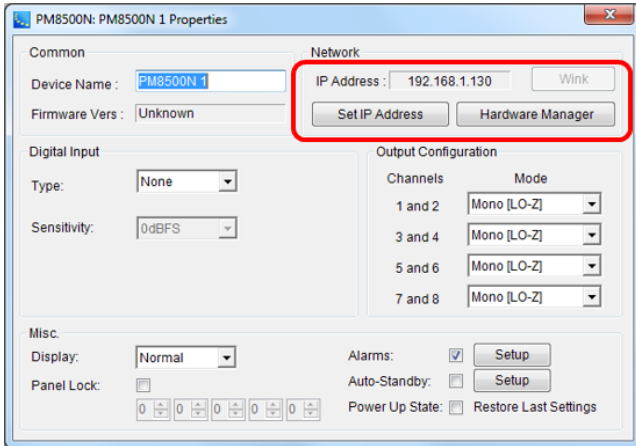 PM8500N: PM8500N 1 Properties
Common
Device Name :
PM8500N 1
Firmware Vers :
Unknown
Network
IP Address :
192.168.1.130
Wink
Set IP Address
Hardware Manager
Digital Input
Type:
None
Sensitivity:
0dBFS
Output Configuration
Channels
Mode
1 and 2
Mono [LO-Z]
3 and 4
Mono [LO-Z]
5 and 6
Mono [LO-Z]
7 and 8
Mono [LO-Z]
Misc.
Display:
Normal
Panel Lock:
0 0 0 0 0 0
Alarms:
Setup
Auto-Standby:
Setup
Power Up State:
Restore Last Settings